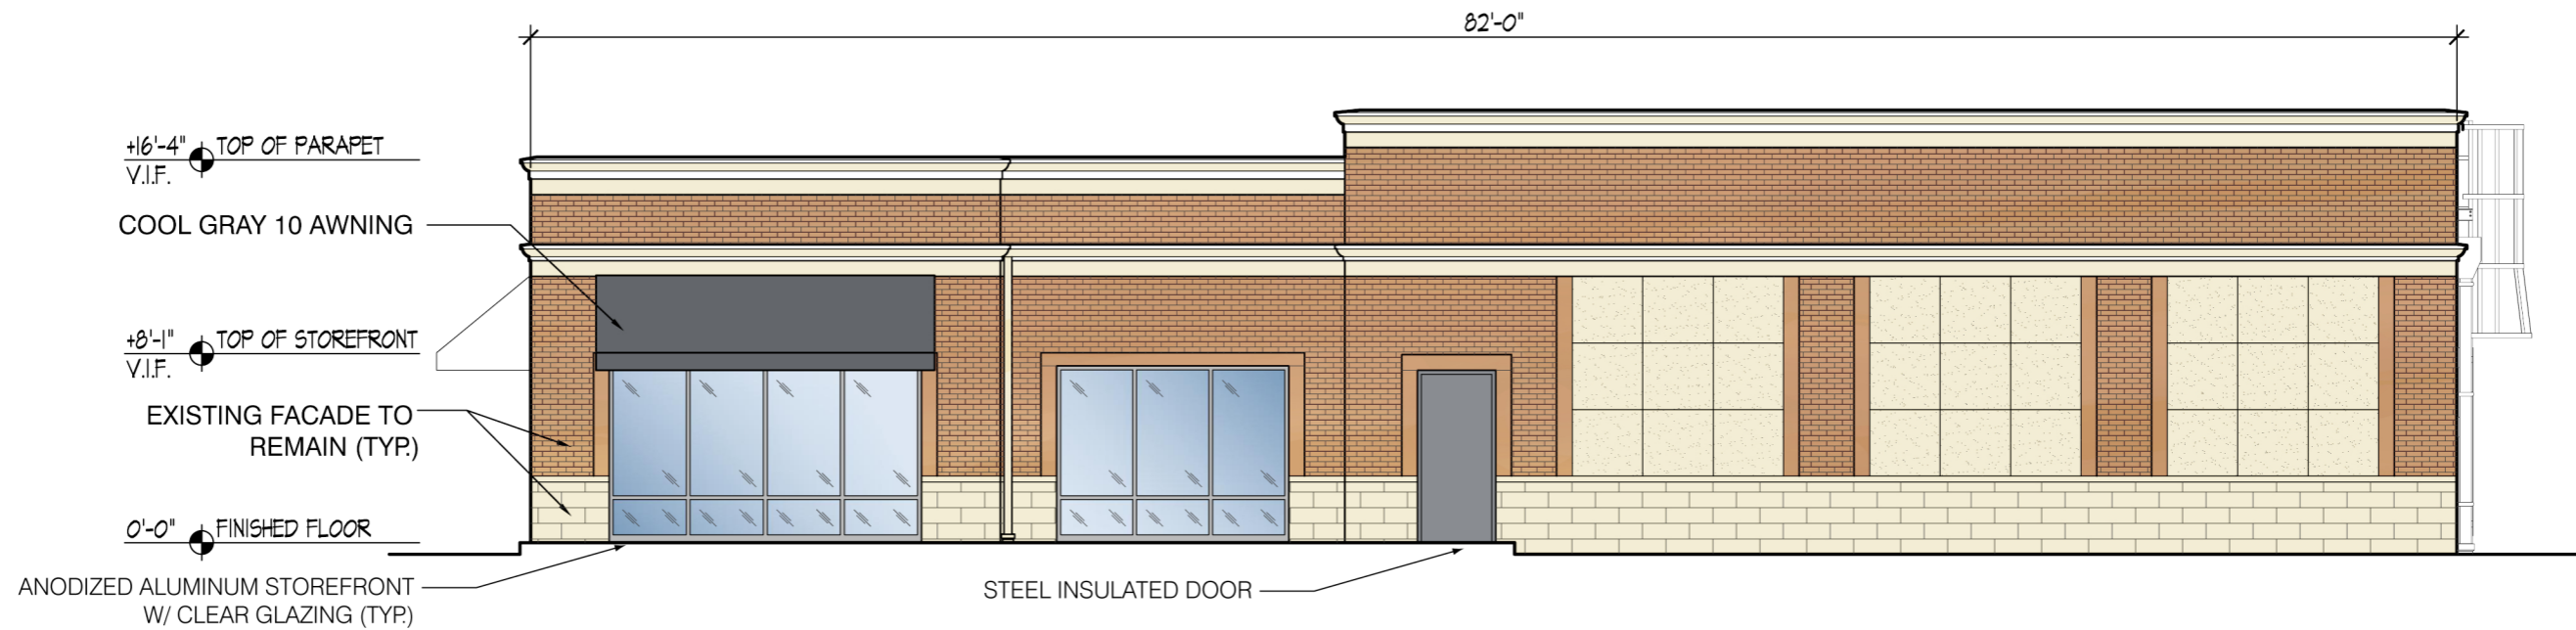 82'-0"
+16'-4" TOP OF PARAPET
V.I.F.
COOL GRAY 10 AWNING
+8'-1" TOP OF STOREFRONT
V.I.F.
EXISTING FACADE TO
REMAIN (TYP.)
0'-0" FINISHED FLOOR
ANODIZED ALUMINUM STOREFRONT
W/ CLEAR GLAZING (TYP.)
STEEL INSULATED DOOR